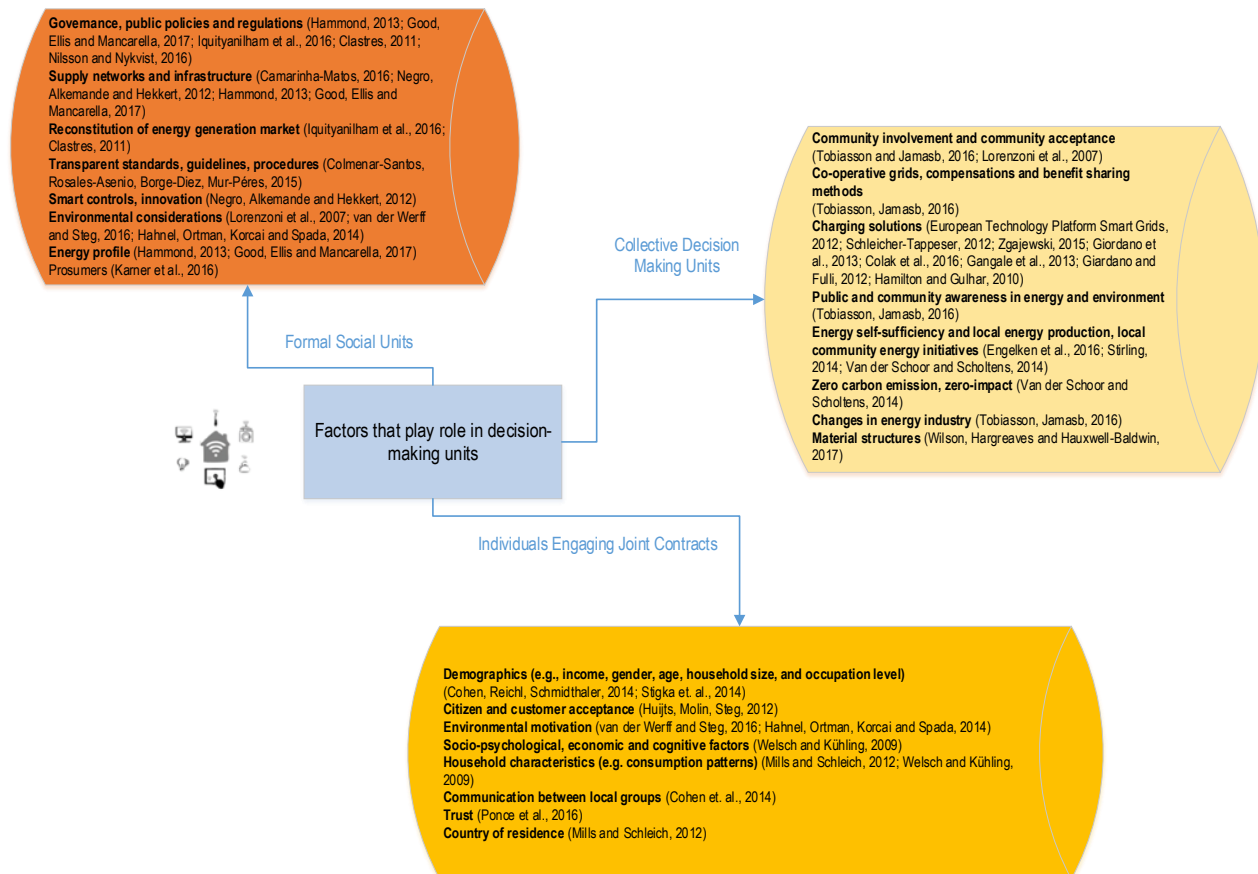 Governance, public policies and regulations (Hammond, 2013; Good,
Ellis and Mancarella, 2017; Iquityanilham et al., 2016; Clastres, 2011;
Nilsson and Nykvist, 2016)
Supply networks and infrastructure (Camarinha-Matos, 2016; Negro,
Alkemande and Hekkert, 2012; Hammond, 2013; Good, Ellis and
Mancarella, 2017)
Reconstitution of energy generation market (Iquityanilham et al., 2016;
Clastres, 2011)
Transparent standards, guidelines, procedures (Colmenar-Santos,
Rosales-Asenio, Borge-Diez, Mur-Péres, 2015)
Smart controls, innovation (Negro, Alkemande and Hekkert, 2012)
Environmental considerations (Lorenzoni et al., 2007; van der Werff
and Steg, 2016; Hahnel, Ortman, Korcai and Spada, 2014)
Energy profile (Hammond, 2013; Good, Ellis and Mancarella, 2017)
Prosumers (Karner et al., 2016)
Formal Social Units
Collective Decision
Making Units
Community involvement and community acceptance
(Tobiasson and Jamasb, 2016; Lorenzoni et al., 2007)
Co-operative grids, compensations and benefit sharing
methods
(Tobiasson, Jamasb, 2016)
Charging solutions (European Technology Platform Smart Grids,
2012; Schleicher-Tappeser, 2012; Zgajewski, 2015; Giordano et
al., 2013; Colak et al., 2016; Gangale et al., 2013; Giardano and
Fulli, 2012; Hamilton and Gulhar, 2010)
Public and community awareness in energy and environment
(Tobiasson, Jamasb, 2016)
Energy self-sufficiency and local energy production, local
community energy initiatives (Engelken et al., 2016; Stirling,
2014; Van der Schoor and Scholtens, 2014)
Zero carbon emission, zero-impact (Van der Schoor and
Scholtens, 2014)
Changes in energy industry (Tobiasson, Jamasb, 2016)
Material structures (Wilson, Hargreaves and Hauxwell-Baldwin,
2017)
Factors that play role in decision-
making units
Individuals Engaging Joint Contracts
Demographics (e.g., income, gender, age, household size, and occupation level)
(Cohen, Reichl, Schmidthaler, 2014; Stigka et. al., 2014)
Citizen and customer acceptance (Huijts, Molin, Steg, 2012)
Environmental motivation (van der Werff and Steg, 2016; Hahnel, Ortman, Korcai and Spada, 2014)
Socio-psychological, economic and cognitive factors (Welsch and Kühling, 2009)
Household characteristics (e.g. consumption patterns) (Mills and Schleich, 2012; Welsch and Kühling,
2009)
Communication between local groups (Cohen et. al., 2014)
Trust (Ponce et al., 2016)
Country of residence (Mills and Schleich, 2012)